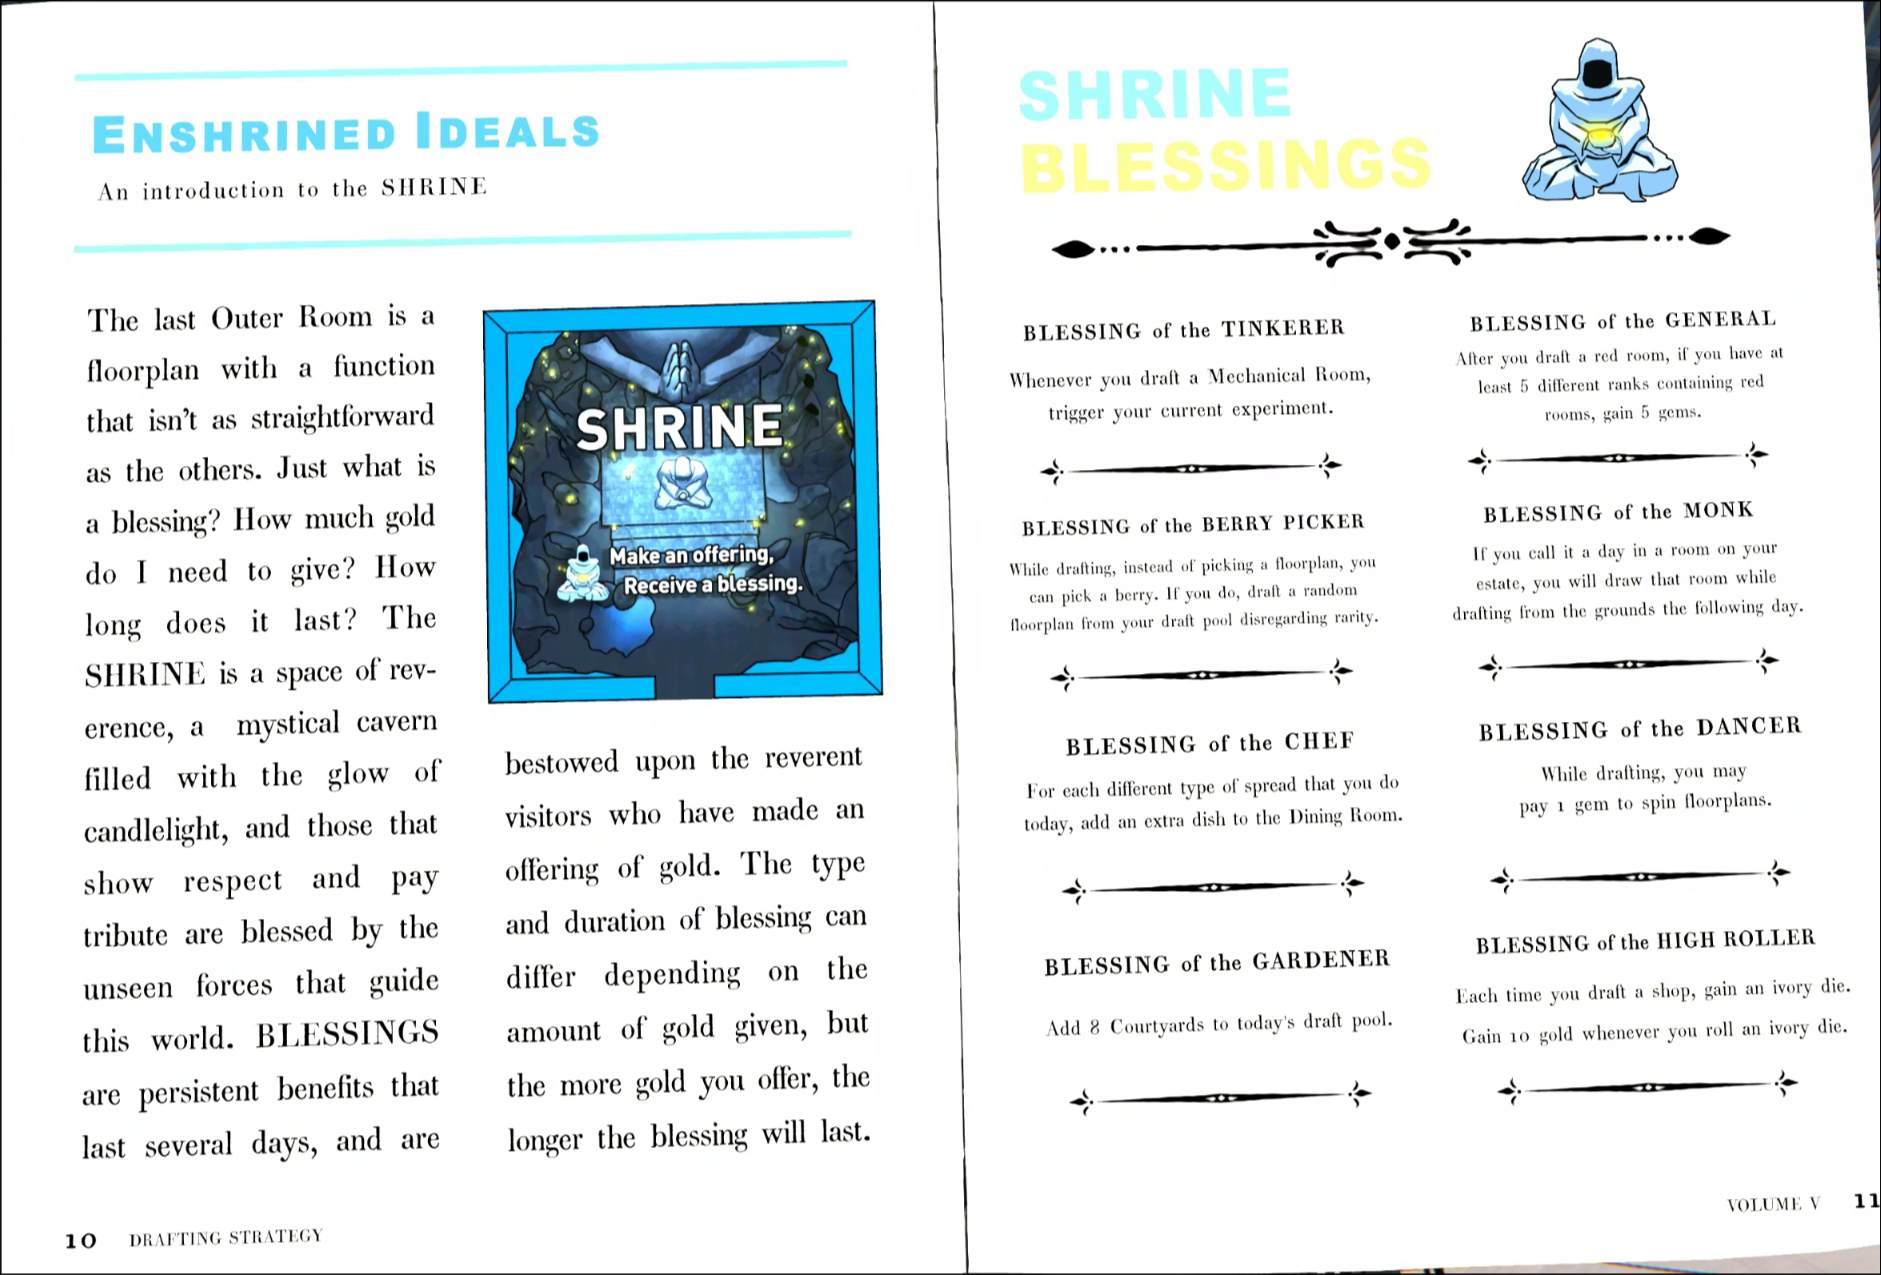 ENSHRINED IDEALS
An introduction to the SHRINE
The last Outer Room is a
floorplan with a function
that isn't as straightforward
as the others. Just what is
a blessing? How much gold
do I need to give? How
long does it last? The
SHRINE is a space of rev-
erence, a mystical cavern
filled with the glow of
candlelight, and those that
show respect and pay
tribute are blessed by the
unseen forces that guide
this world. BLESSINGS
are persistent benefits that
last several days, and are
SHRINE
Make an offering,
Receive a blessing.
bestowed upon the reverent
visitors who have made an
offering of gold. The type
and duration of blessing can
differ depending on the
amount of gold given, but
the more gold you offer, the
longer the blessing will last.
10 DRAFTING STRATEGY
SHRINE
BLESSINGS
BLESSING of the TINKERER
Whenever you draft a Mechanical Room,
trigger your current experiment.
BLESSING of the BERRY PICKER
While drafting, instead of picking a floorplan, you
can pick a berry. If you do, draft a random
floorplan from your draft pool disregarding rarity.
BLESSING of the CHEF
For each different type of spread that you do
today, add an extra dish to the Dining Room.
BLESSING of the GARDENER
Add 8 Courtyards to today's draft pool.
BLESSING of the GENERAL
After you draft a red room, if you have at
least 5 different ranks containing red
rooms, gain 5 gems.
BLESSING of the MONK
If you call it a day in a room on your
estate, you will draw that room while
drafting from the grounds the following day.
BLESSING of the DANCER
While drafting, you may
pay 1 gem to spin floorplans.
BLESSING of the HIGH ROLLER
Each time you draft a shop, gain an ivory die.
Gain 10 gold whenever you roll an ivory die.
VOLUME V 11